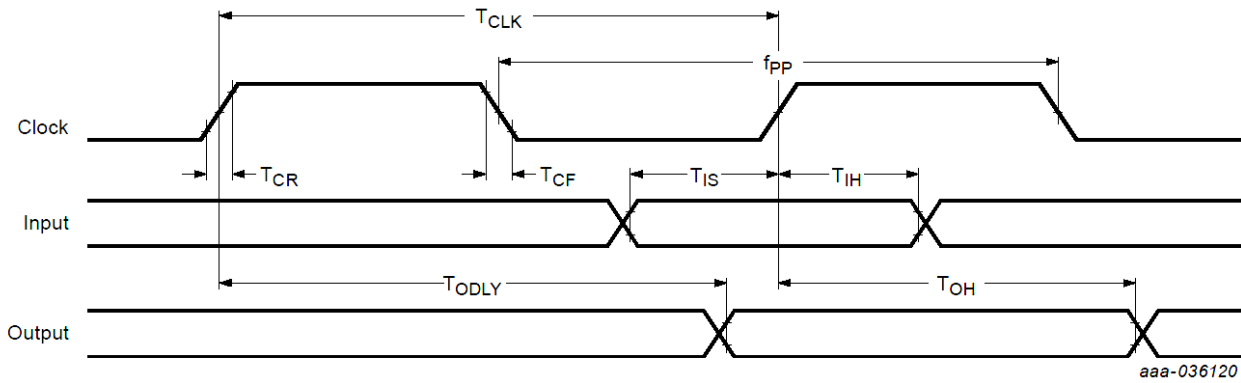 TCLK
fPP
Clock
TCR
TCF
TIS
TIH
Input
TODLY
TOH
Output
aaa-036120